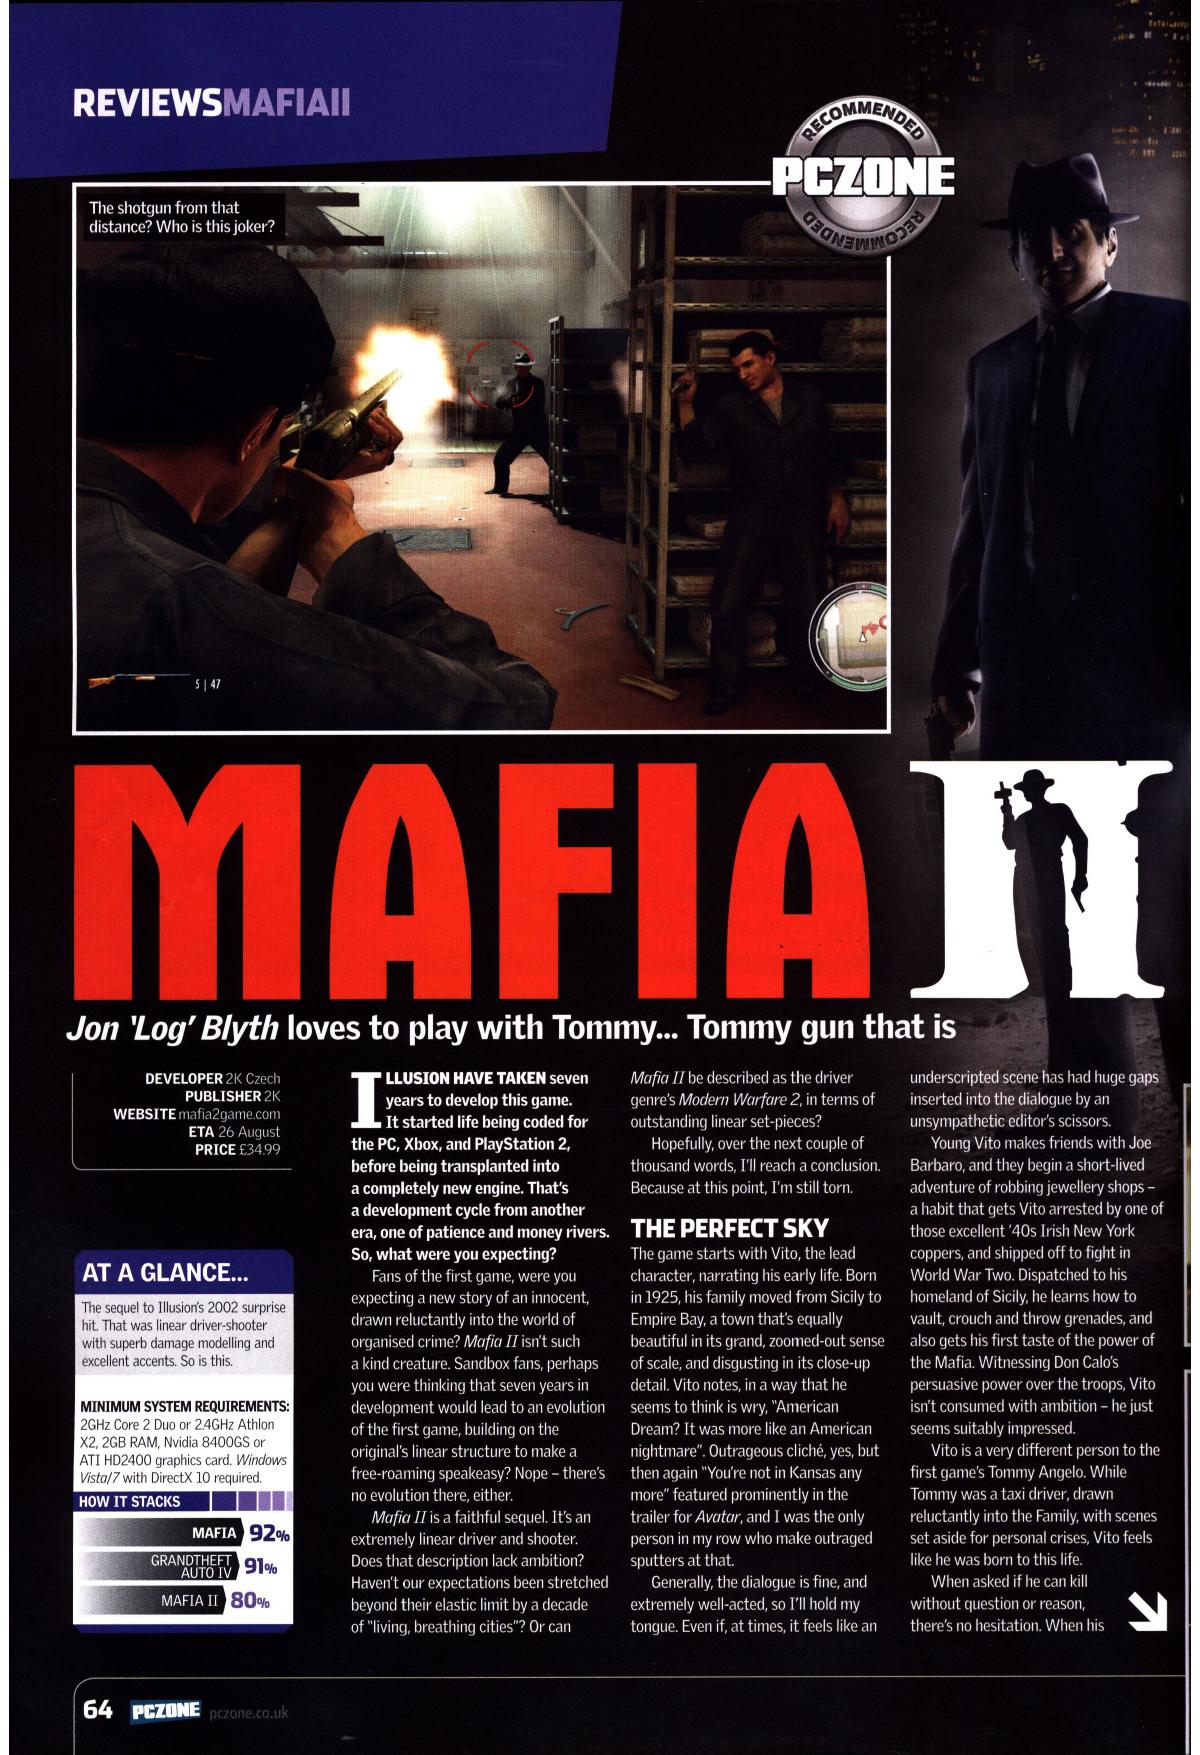 REVIEWSMAFIAII
RECOMMENDED
PCZONE
RECOMMENDED
The shotgun from that
distance? Who is this joker?
5 | 47
MAFIA II
Jon 'Log' Blyth loves to play with Tommy... Tommy gun that is
DEVELOPER 2K Czech
PUBLISHER 2K
WEBSITE mafia2game.com
ETA 26 August
PRICE £34.99
AT A GLANCE...
The sequel to Illusion's 2002 surprise
hit. That was linear driver-shooter
with superb damage modelling and
excellent accents. So is this.
MINIMUM SYSTEM REQUIREMENTS:
2GHz Core 2 Duo or 2.4GHz Athlon
X2, 2GB RAM, Nvidia 8400GS or
ATI HD2400 graphics card. Windows
Vista/7 with DirectX 10 required.
HOW IT STACKS
MAFIA 92%
GRANDTHEFT
AUTO IV 91%
MAFIA II 80%
ILLUSION HAVE TAKEN seven
years to develop this game.
It started life being coded for
the PC, Xbox, and PlayStation 2,
before being transplanted into
a completely new engine. That's
a development cycle from another
era, one of patience and money rivers.
So, what were you expecting?
Fans of the first game, were you
expecting a new story of an innocent,
drawn reluctantly into the world of
organised crime? Mafia II isn't such
a kind creature. Sandbox fans, perhaps
you were thinking that seven years in
development would lead to an evolution
of the first game, building on the
original's linear structure to make a
free-roaming speakeasy? Nope – there's
no evolution there, either.
Mafia II is a faithful sequel. It's an
extremely linear driver and shooter.
Does that description lack ambition?
Haven't our expectations been stretched
beyond their elastic limit by a decade
of "living, breathing cities"? Or can
Mafia II be described as the driver
genre's Modern Warfare 2, in terms of
outstanding linear set-pieces?
Hopefully, over the next couple of
thousand words, I'll reach a conclusion.
Because at this point, I'm still torn.
THE PERFECT SKY
The game starts with Vito, the lead
character, narrating his early life. Born
in 1925, his family moved from Sicily to
Empire Bay, a town that's equally
beautiful in its grand, zoomed-out sense
of scale, and disgusting in its close-up
detail. Vito notes, in a way that he
seems to think is wry, "American
Dream? It was more like an American
nightmare". Outrageous cliché, yes, but
then again "You're not in Kansas any
more" featured prominently in the
trailer for Avatar, and I was the only
person in my row who make outraged
sputters at that.
Generally, the dialogue is fine, and
extremely well-acted, so I'll hold my
tongue. Even if, at times, it feels like an
underscripted scene has had huge gaps
inserted into the dialogue by an
unsympathetic editor's scissors.
Young Vito makes friends with Joe
Barbaro, and they begin a short-lived
adventure of robbing jewellery shops –
a habit that gets Vito arrested by one of
those excellent '40s Irish New York
coppers, and shipped off to fight in
World War Two. Dispatched to his
homeland of Sicily, he learns how to
vault, crouch and throw grenades, and
also gets his first taste of the power of
the Mafia. Witnessing Don Calo's
persuasive power over the troops, Vito
isn't consumed with ambition – he just
seems suitably impressed.
Vito is a very different person to the
first game's Tommy Angelo. While
Tommy was a taxi driver, drawn
reluctantly into the Family, with scenes
set aside for personal crises, Vito feels
like he was born to this life.
When asked if he can kill
without question or reason,
there's no hesitation. When his
64 PCZONE pczone.co.uk